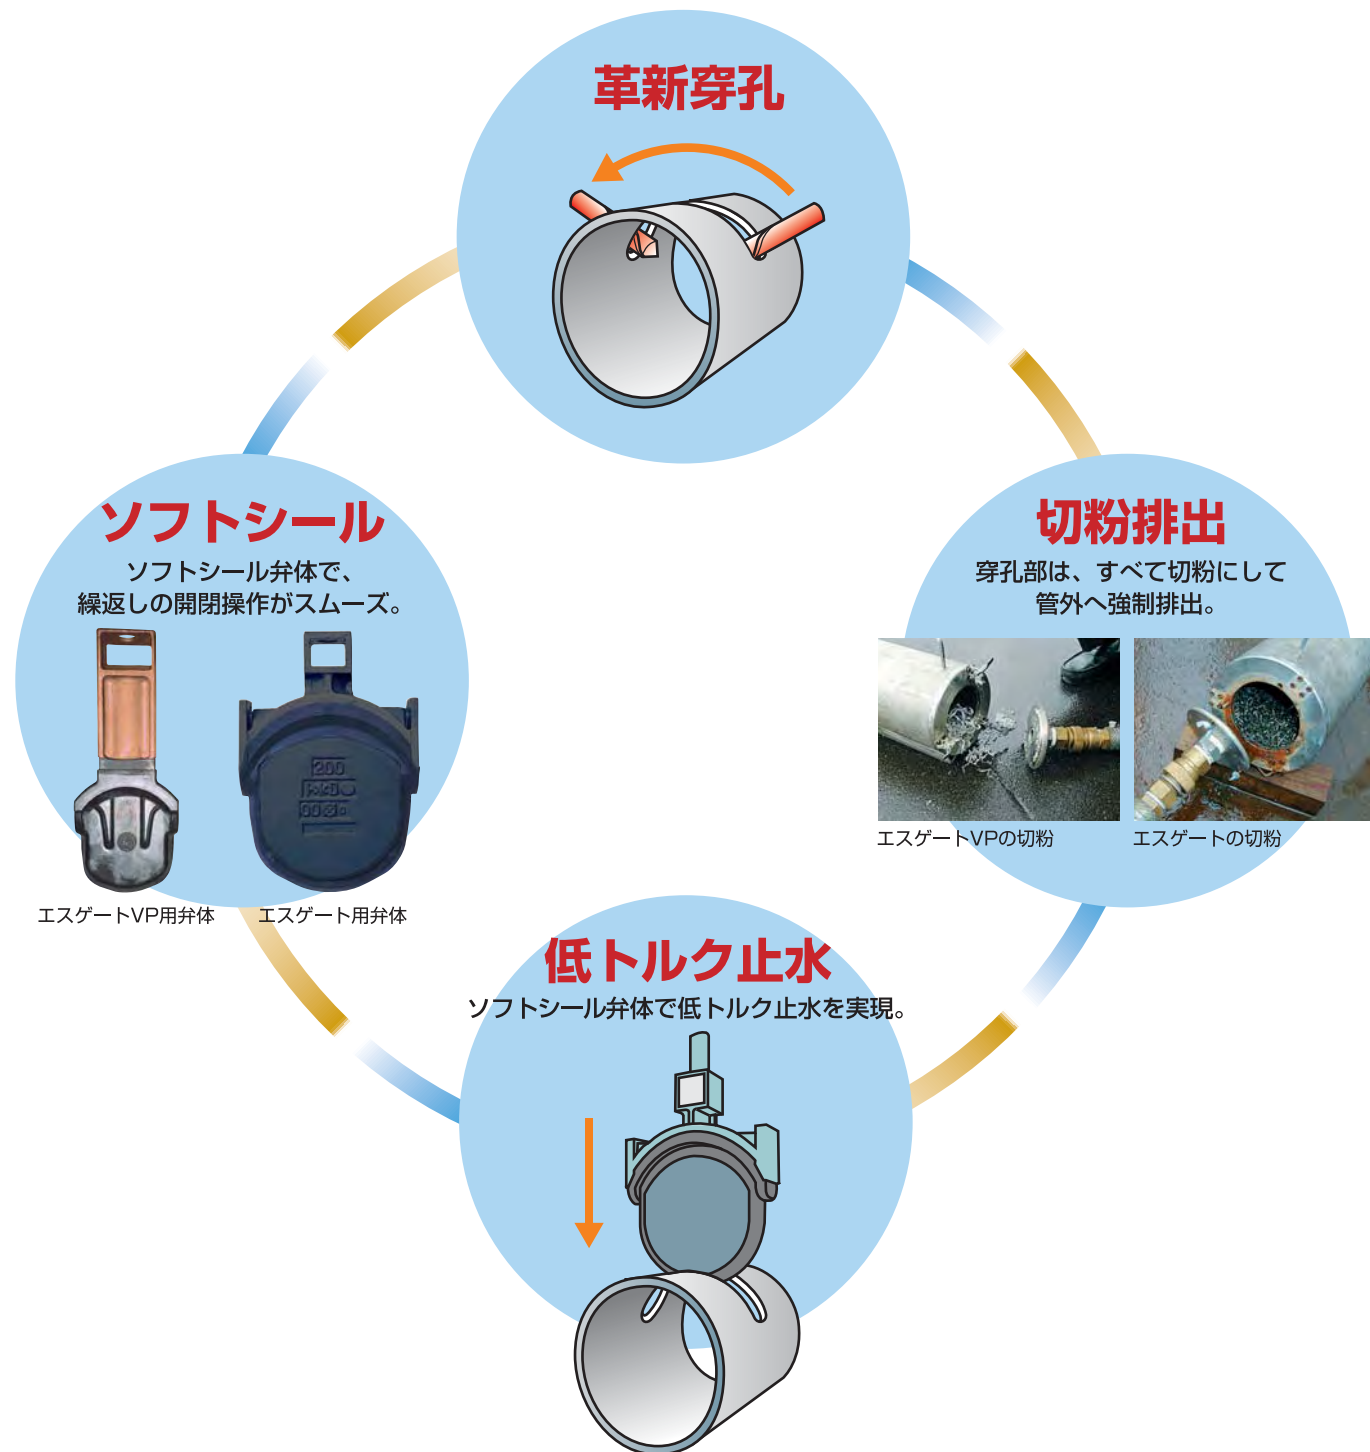 革新穿孔
ソフトシール
ソフトシール弁体で、
繰返しの開閉操作がスムーズ。
エスゲートVP用弁体
エスゲート用弁体
200
切粉排出
穿孔部は、すべて切粉にして
管外へ強制排出。
エスゲートVPの切粉
エスゲートの切粉
低トルク止水
ソフトシール弁体で低トルク止水を実現。